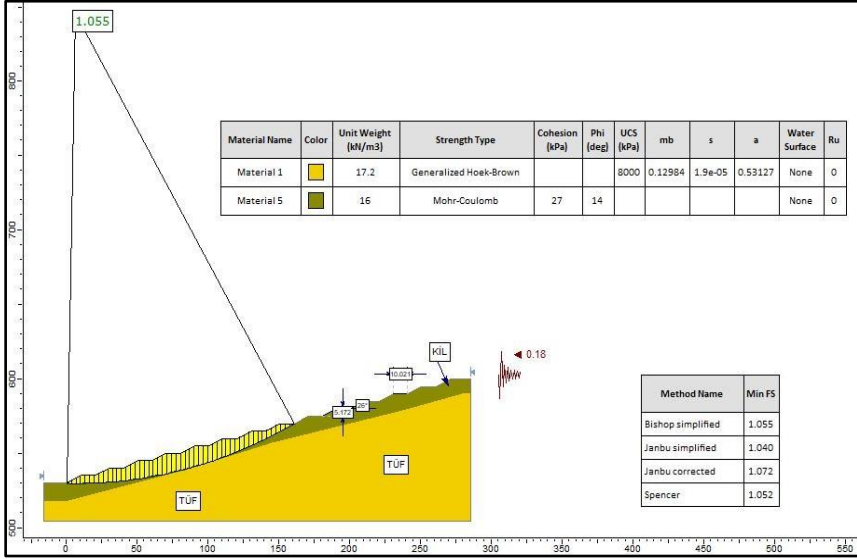 1.055
800
700
600
500
Material Name Color Unit Weight (kN/m3) Strength Type Cohesion (kPa) Phi (deg) UCS (kPa) mb s a Water Surface Ru
Material 1 17.2 Generalized Hoek-Brown 8000 0.12984 1.9e-05 0.53127 None 0
Material 5 16 Mohr-Coulomb 27 14 None 0
KİL
0.18
10.021
5.172
26°
TÜF
TÜF
Method Name Min FS
Bishop simplified 1.055
Janbu simplified 1.040
Janbu corrected 1.072
Spencer 1.052
0 50 100 150 200 250 300 350 400 450 500 550